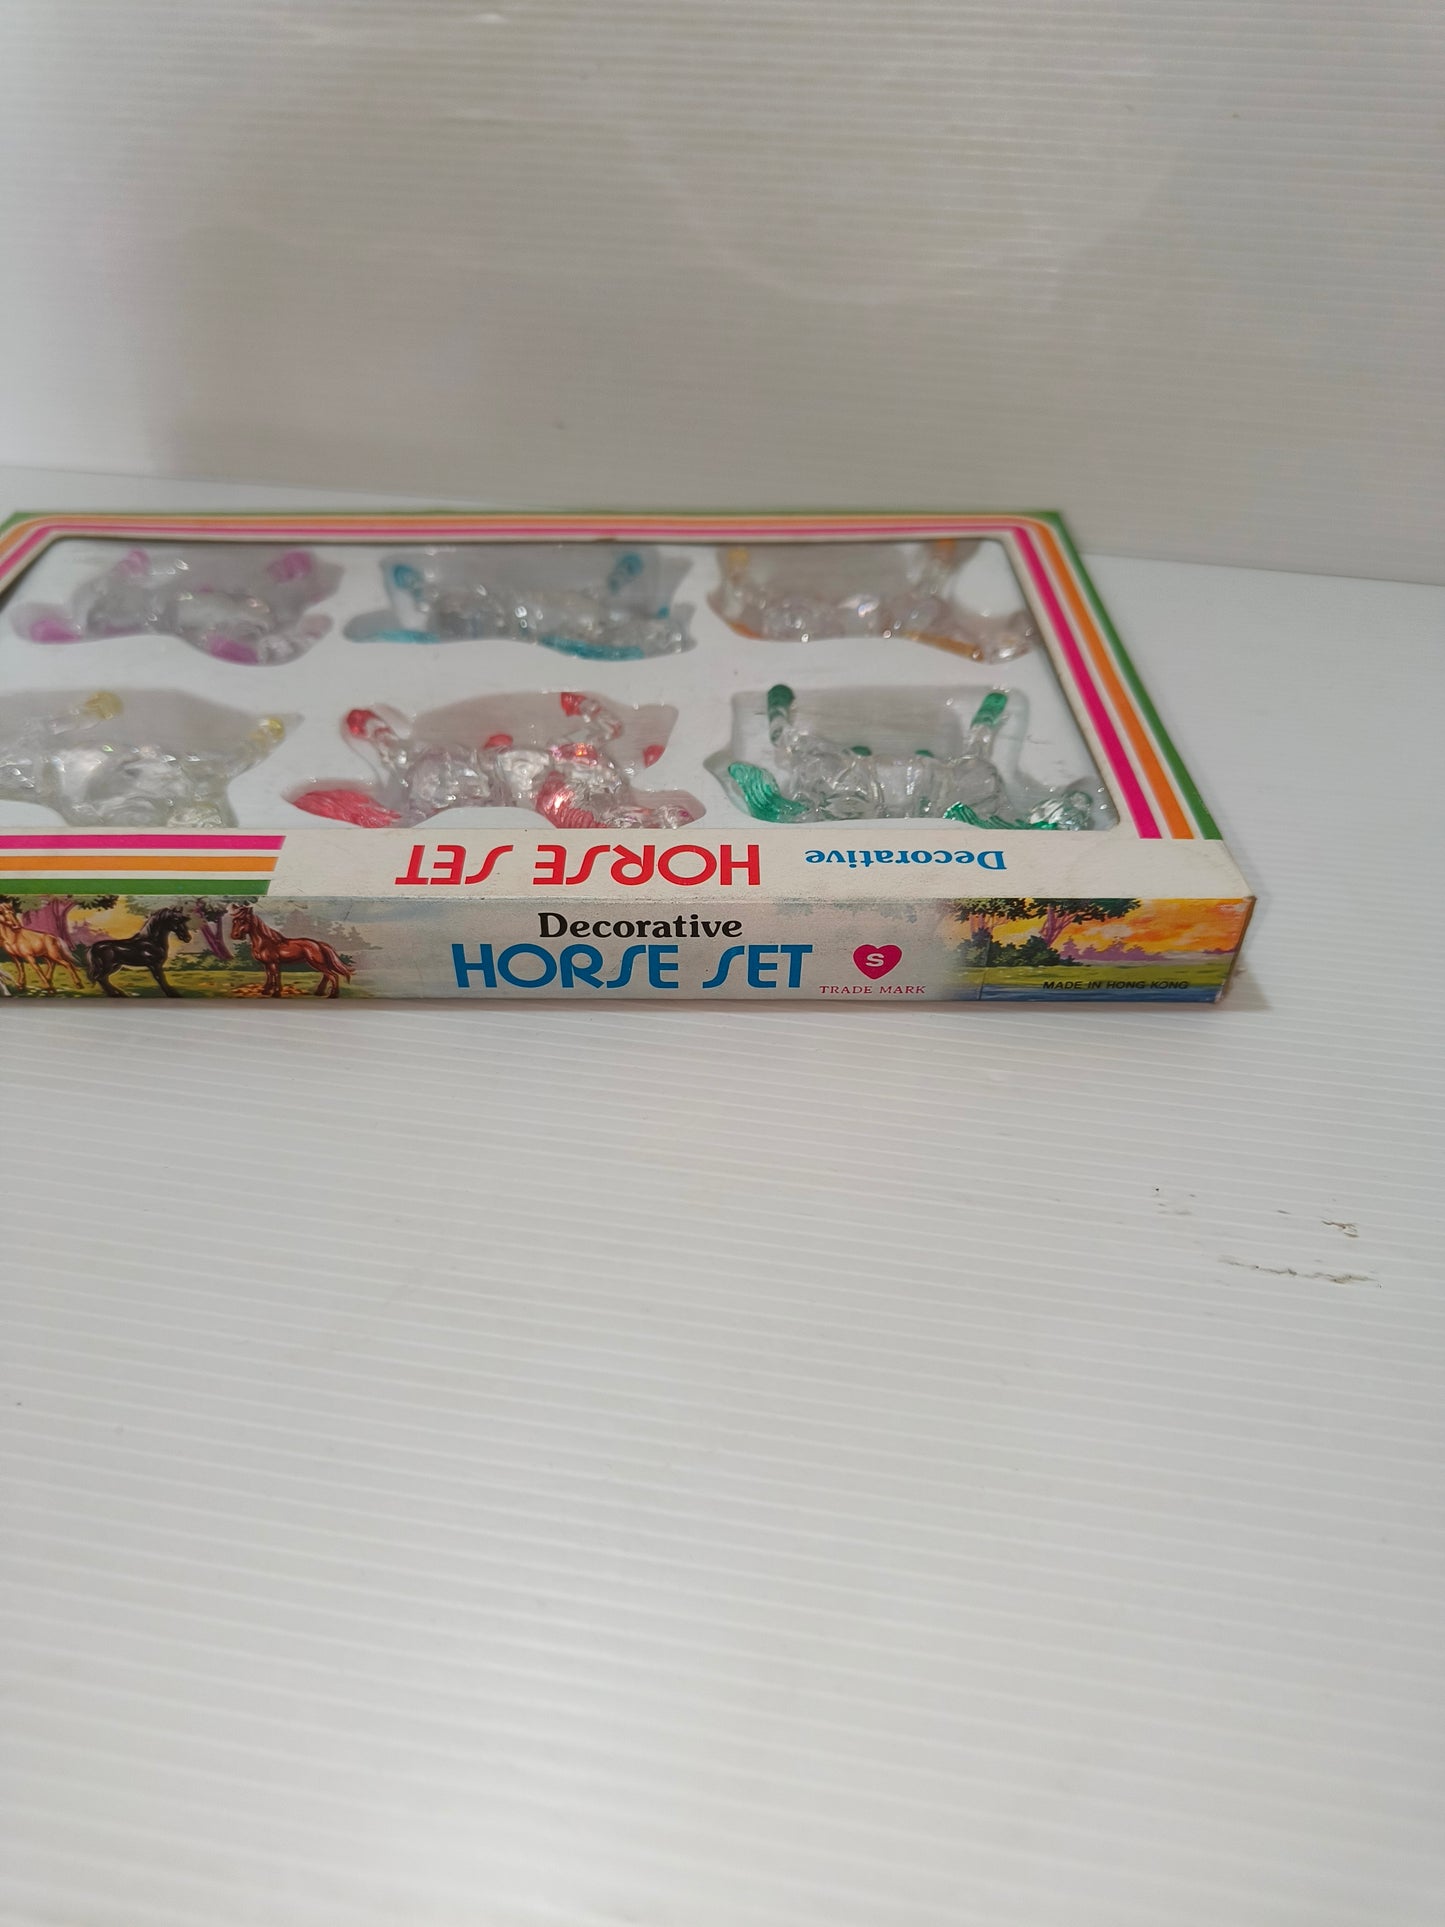 Decorative HORSE SET
Decorative
HORSE SET
S
TRADE MARK
MADE IN HONG KONG